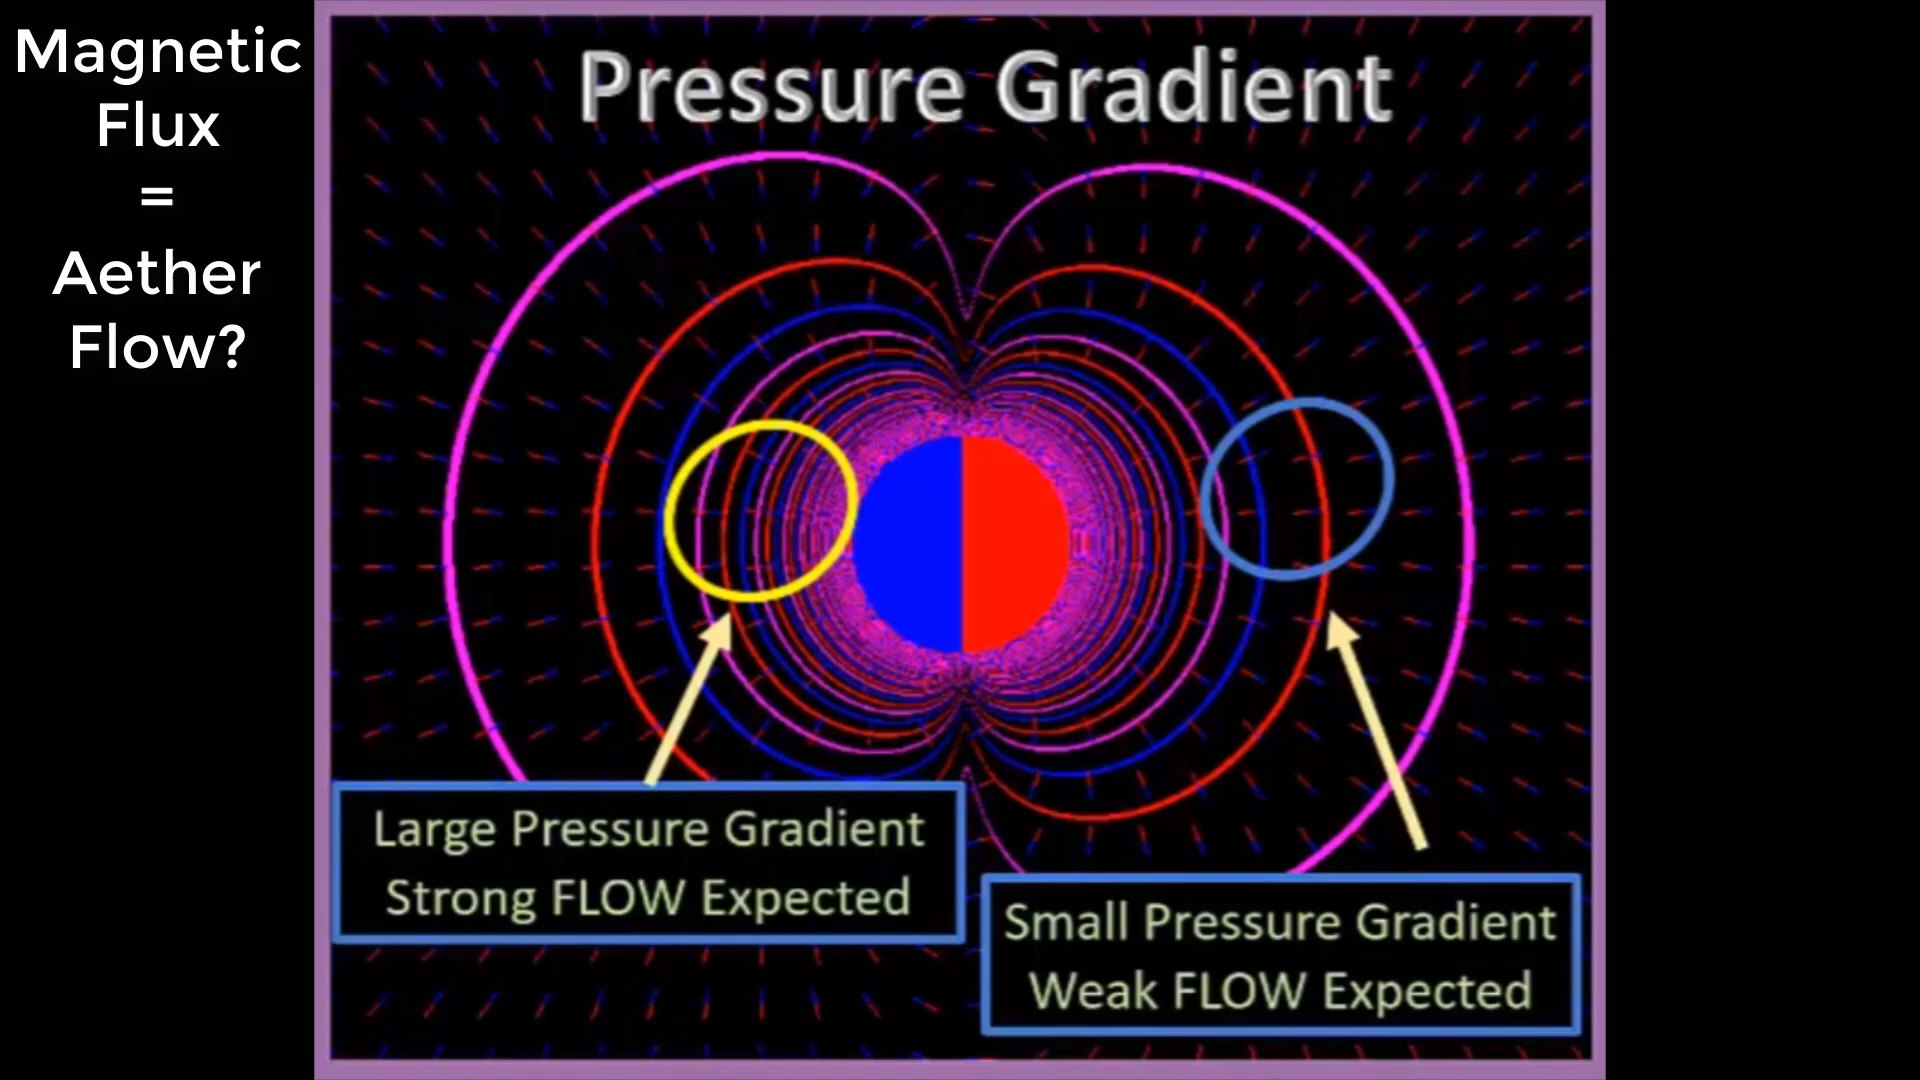 Magnetic
Flux
=
Aether
Flow?
Pressure Gradient
Large Pressure Gradient
Strong FLOW Expected
Small Pressure Gradient
Weak FLOW Expected